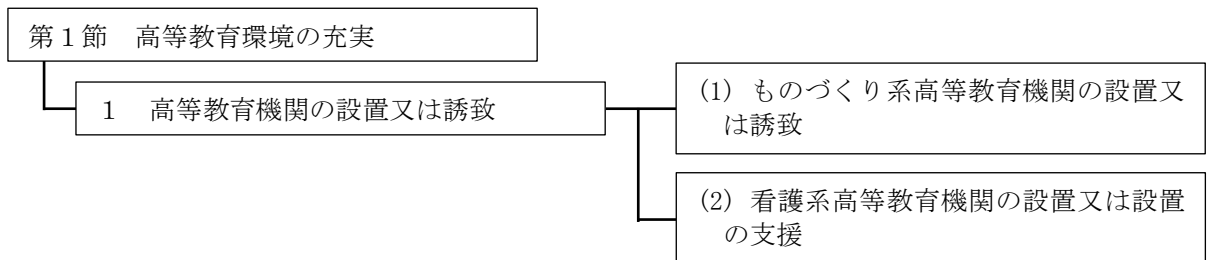 第１節　高等教育環境の充実
１　高等教育機関の設置又は誘致
(1) ものづくり系高等教育機関の設置又
は誘致
(2) 看護系高等教育機関の設置又は設置
の支援